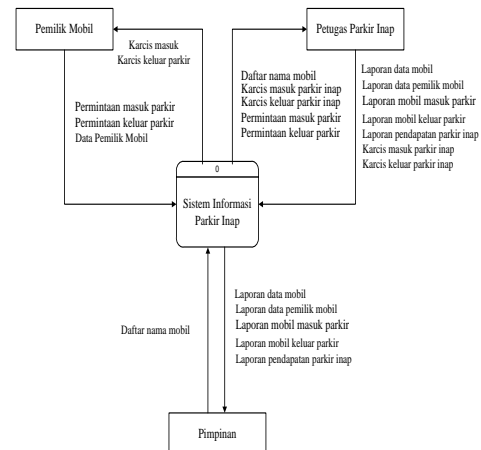 Pemilik Mobil
Karcis masuk
Karcis keluar parkir
Petugas Parkir Inap
Permintaan masuk parkir
Permintaan keluar parkir
Data Pemilik Mobil
Daftar nama mobil
Karcis masuk parkir inap
Karcis keluar parkir inap
Permintaan masuk parkir
Permintaan keluar parkir
Laporan data mobil
Laporan data pemilik mobil
Laporan mobil masuk parkir
Laporan mobil keluar parkir
Laporan pendapatan parkir inap
Karcis masuk parkir inap
Karcis keluar parkir inap
0
Sistem Informasi
Parkir Inap
Daftar nama mobil
Laporan data mobil
Laporan data pemilik mobil
Laporan mobil masuk parkir
Laporan mobil keluar parkir
Laporan pendapatan parkir inap
Pimpinan